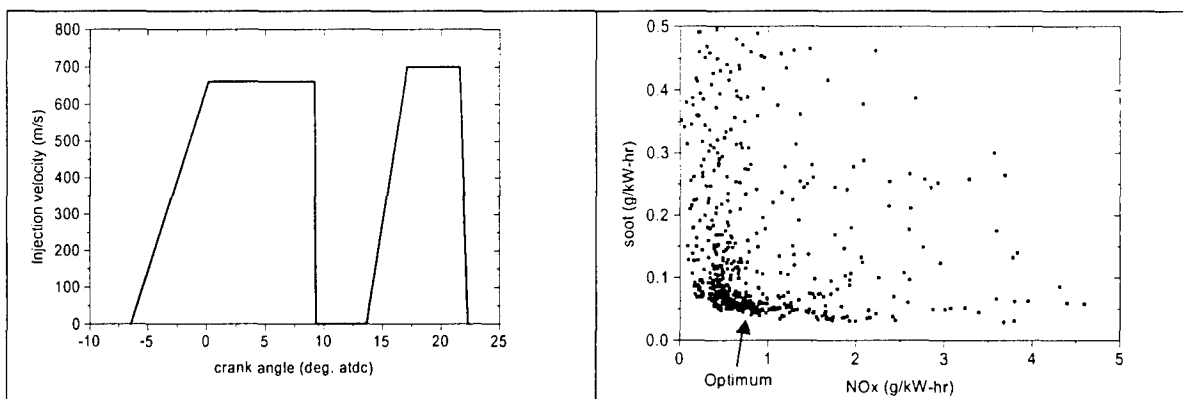 800
700
600
500
400
300
200
100
0
Injection velocity (m/s)
-10 -5 0 5 10 15 20 25
crank angle (deg. atdc)
0.5
0.4
0.3
0.2
0.1
0.0
soot (g/kW-hr)
0 1 2 3 4 5
Optimum
NOx (g/kW-hr)